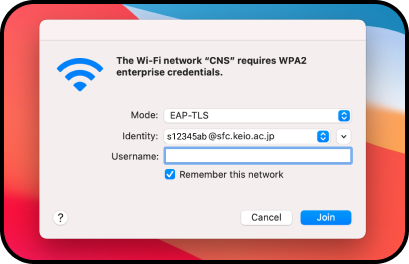 The Wi-Fi network “CNS” requires WPA2
enterprise credentials.
Mode: EAP-TLS
Identity: s12345ab@sfc.keio.ac.jp
Username:
Remember this network
? Cancel Join